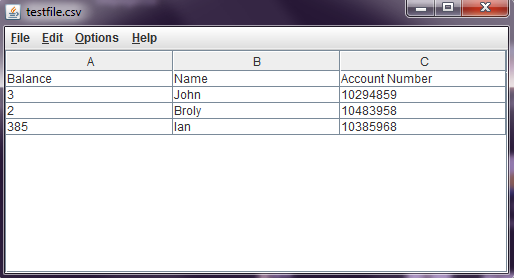 testfile.csv
File Edit Options Help
A B C
Balance Name Account Number
3 John 10294859
2 Broly 10483958
385 Ian 10385968